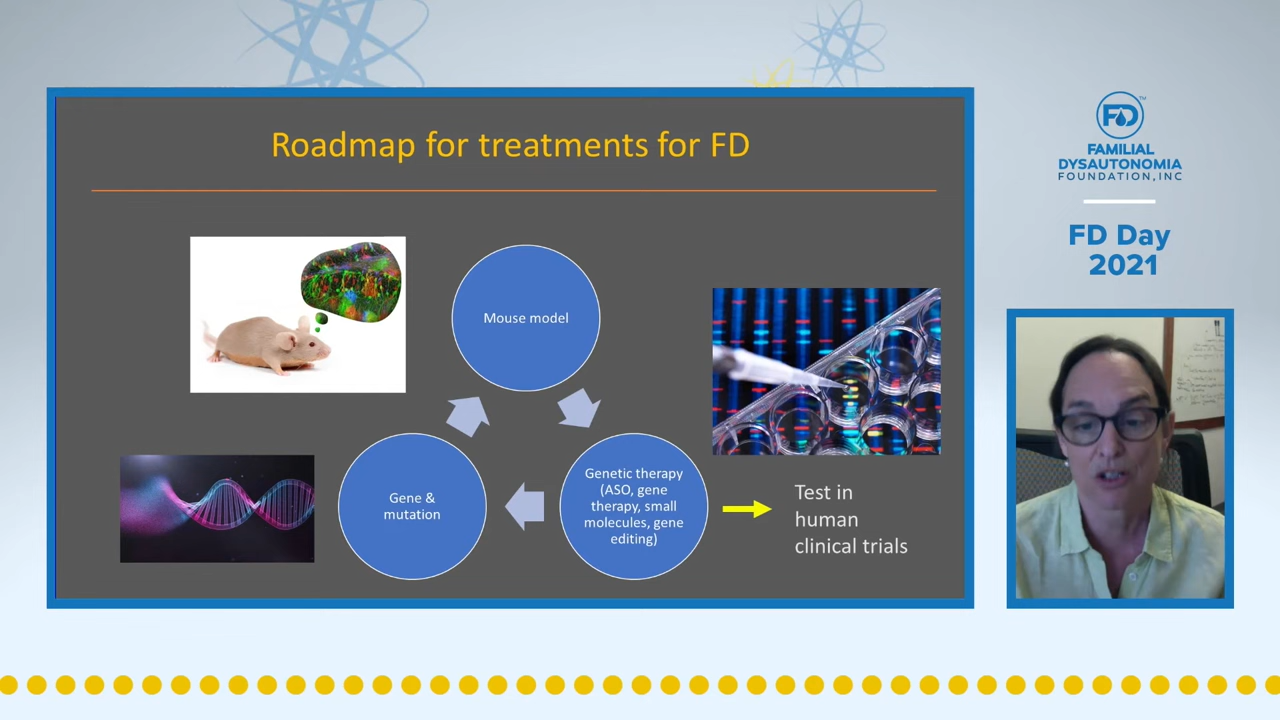 Roadmap for treatments for FD
Mouse model
Genetic therapy
(ASO, gene
therapy, small
molecules, gene
editing)
Gene &
mutation
Test in
human
clinical trials
FD™
FAMILIAL
DYSAUTONOMIA
FOUNDATION, INC
FD Day
2021